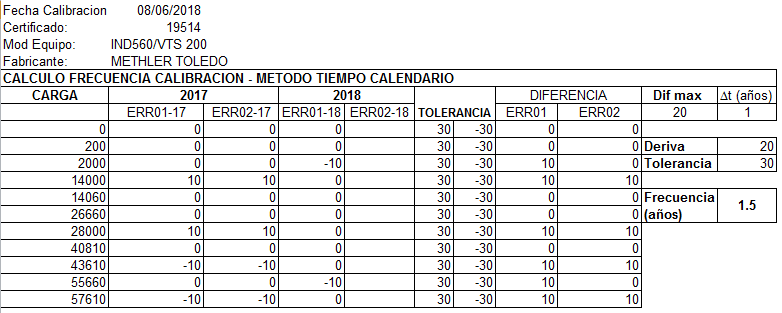 Fecha Calibracion 08/06/2018
Certificado: 19514
Mod Equipo: IND560/VTS 200
Fabricante: METHLER TOLEDO
CALCULO FRECUENCIA CALIBRACION - METODO TIEMPO CALENDARIO
CARGA 2017 2018 TOLERANCIA DIFERENCIA Dif max Δt (años)
ERR01-17 ERR02-17 ERR01-18 ERR02-18 ERR01 ERR02 20 1
0 0 0 0 30 -30 0 0
200 0 0 0 30 -30 0 0 Deriva 20
2000 0 0 -10 30 -30 10 0 Tolerancia 30
14000 10 10 0 30 -30 10 10
14060 0 0 0 30 -30 0 0 Frecuencia (años) 1.5
26660 0 0 0 30 -30 0 0
28000 10 10 0 30 -30 10 10
40810 0 0 0 30 -30 0 0
43610 -10 -10 0 30 -30 10 10
55660 0 0 -10 30 -30 10 0
57610 -10 -10 0 30 -30 10 10